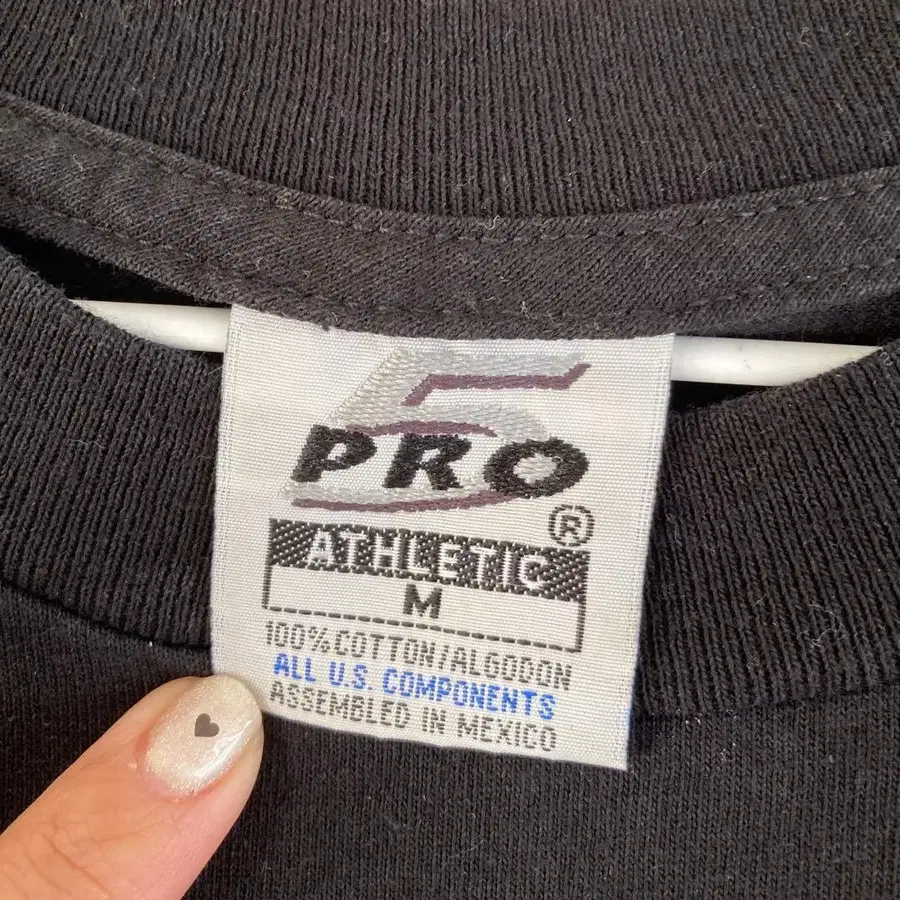 5
PRO
®
ATHLETIC
M
100% COTTON/ALGODON
ALL U.S. COMPONENTS
ASSEMBLED IN MEXICO